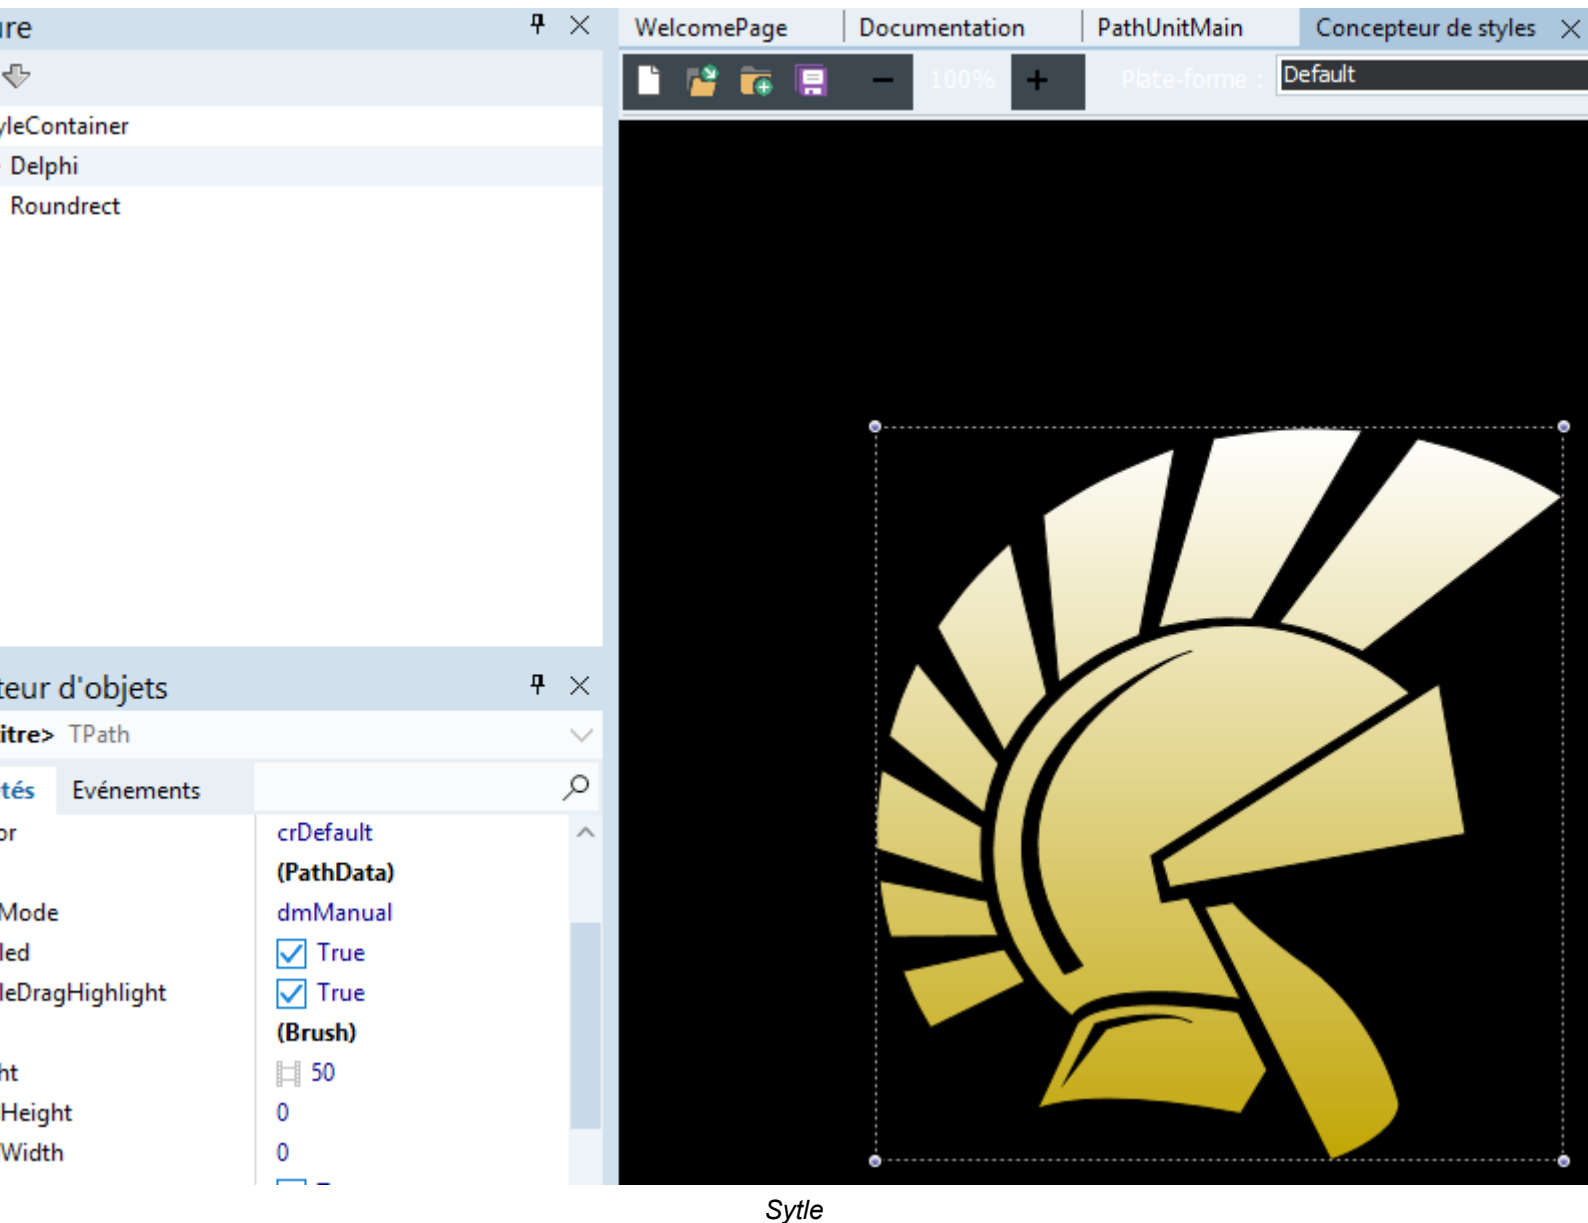 ure
WelcomePage
Documentation
PathUnitMain
Concepteur de styles
100%
Plate-forme :
Default
yleContainer
Delphi
Roundrect
teur d'objets
itre> TPath
tés
Evénements
or
crDefault
(PathData)
Mode
dmManual
led
True
leDragHighlight
True
(Brush)
ht
50
Height
0
Width
0
Sytle